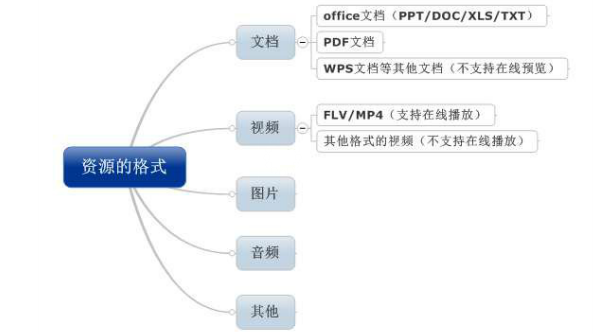 资源的格式
文档
office文档（PPT/DOC/XLS/TXT）
PDF文档
WPS文档等其他文档（不支持在线预览）
视频
FLV/MP4（支持在线播放）
其他格式的视频（不支持在线播放）
图片
音频
其他